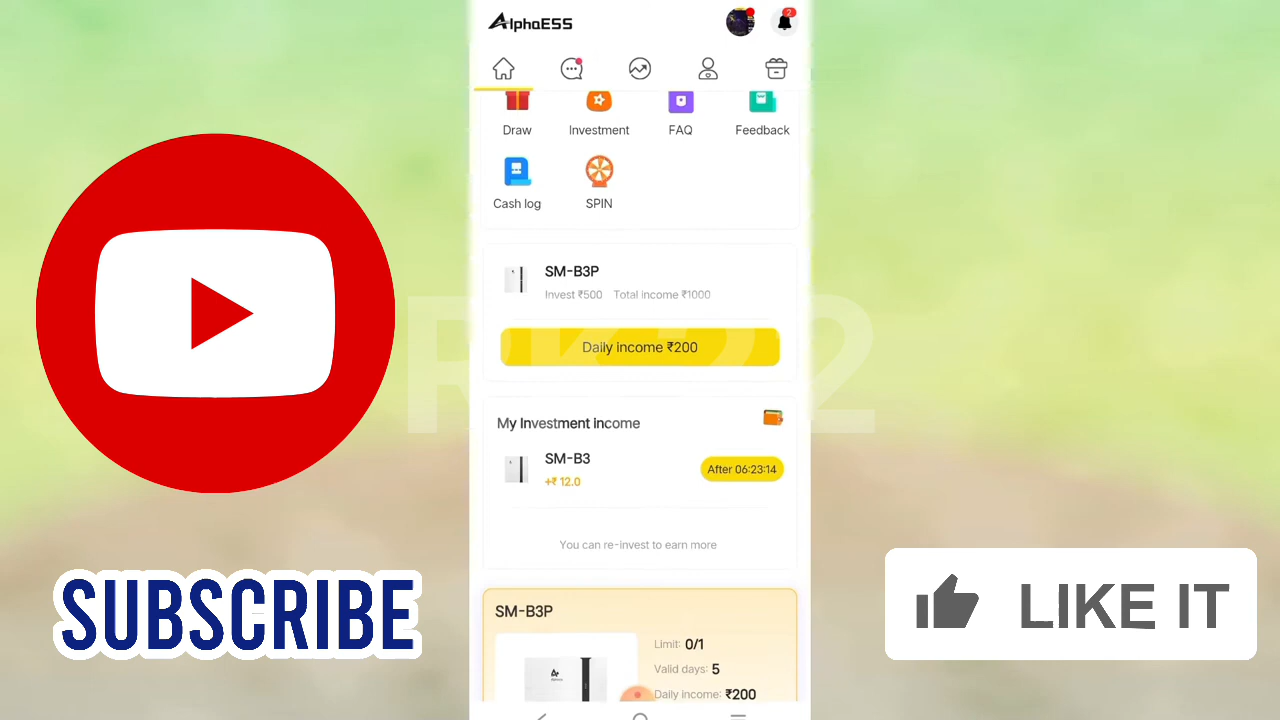 AlphaESS
2
Draw Investment FAQ Feedback
Cash log SPIN
SM-B3P
Invest ₹500 Total income ₹1000
Daily income ₹200
RK22
My Investment income
SM-B3
+₹ 12.0
After 06:23:14
You can re-invest to earn more
SM-B3P
Limit: 0/1
Valid days: 5
Daily income: ₹200
SUBSCRIBE
LIKE IT